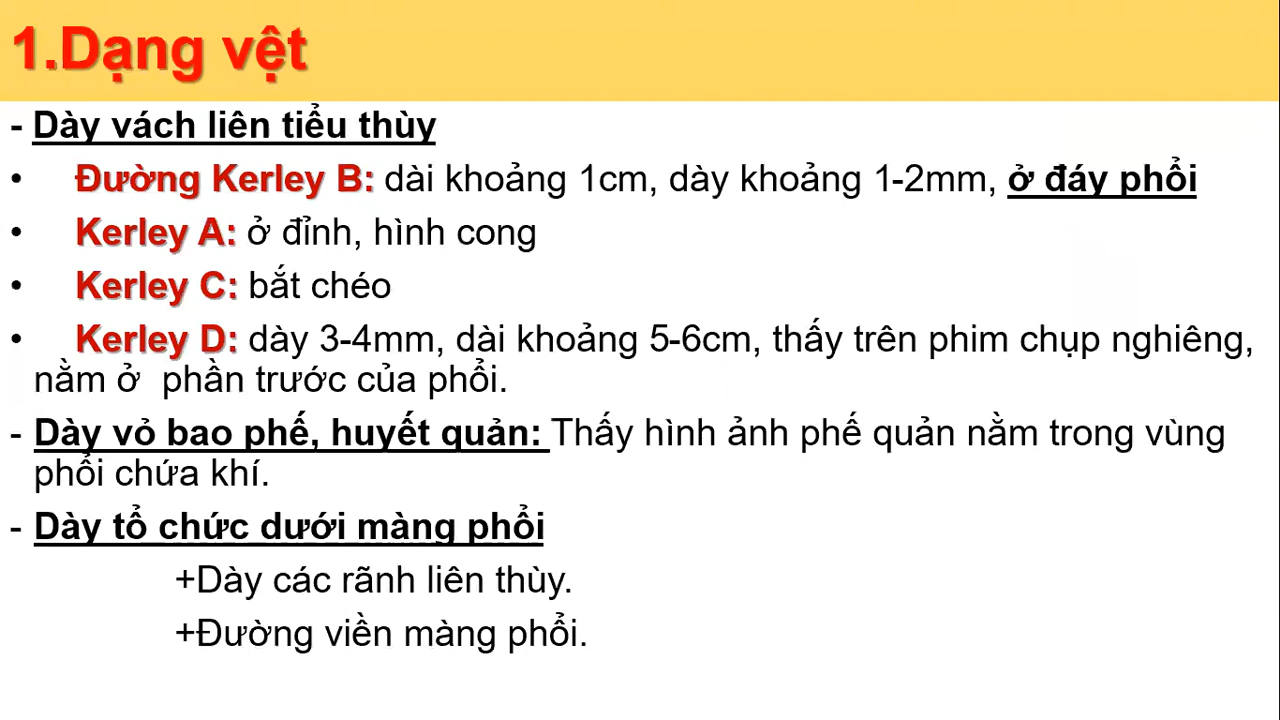 1.Dạng vệt
- Dày vách liên tiểu thùy
• Đường Kerley B: dài khoảng 1cm, dày khoảng 1-2mm, ở đáy phổi
• Kerley A: ở đỉnh, hình cong
• Kerley C: bắt chéo
• Kerley D: dày 3-4mm, dài khoảng 5-6cm, thấy trên phim chụp nghiêng,
nằm ở  phần trước của phổi.
- Dày vỏ bao phế, huyết quản: Thấy hình ảnh phế quản nằm trong vùng
phổi chứa khí.
- Dày tổ chức dưới màng phổi
+Dày các rãnh liên thùy.
+Đường viền màng phổi.